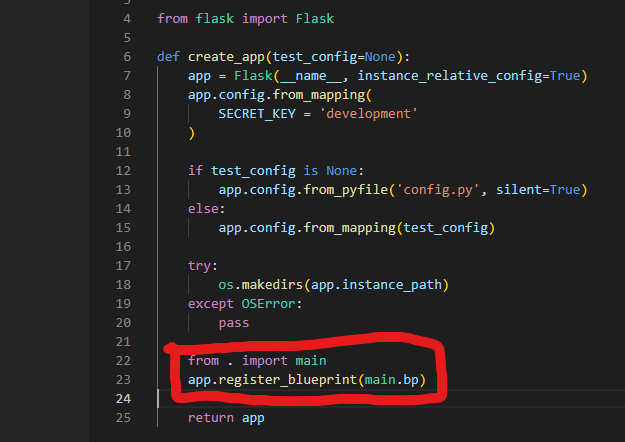 4 from flask import Flask
5
6 def create_app(test_config=None):
7     app = Flask(__name__, instance_relative_config=True)
8     app.config.from_mapping(
9         SECRET_KEY = 'development'
10     )
11
12     if test_config is None:
13         app.config.from_pyfile('config.py', silent=True)
14     else:
15         app.config.from_mapping(test_config)
16
17     try:
18         os.makedirs(app.instance_path)
19     except OSError:
20         pass
21
22     from . import main
23     app.register_blueprint(main.bp)
24
25     return app